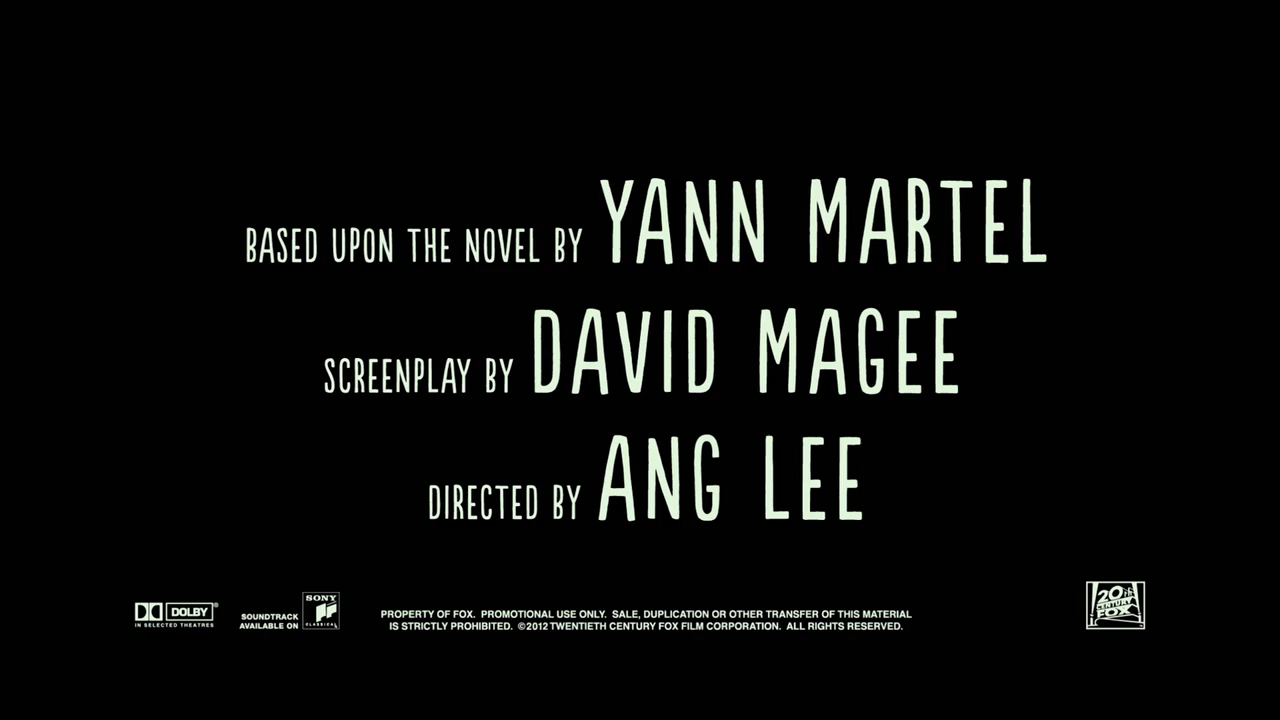 BASED UPON THE NOVEL BY YANN MARTEL
SCREENPLAY BY DAVID MAGEE
DIRECTED BY ANG LEE
DOLBY®
IN SELECTED THEATRES
SOUNDTRACK
AVAILABLE ON
SONY
CLASSICAL
PROPERTY OF FOX. PROMOTIONAL USE ONLY. SALE, DUPLICATION OR OTHER TRANSFER OF THIS MATERIAL
IS STRICTLY PROHIBITED. ©2012 TWENTIETH CENTURY FOX FILM CORPORATION. ALL RIGHTS RESERVED.
20th
CENTURY
FOX